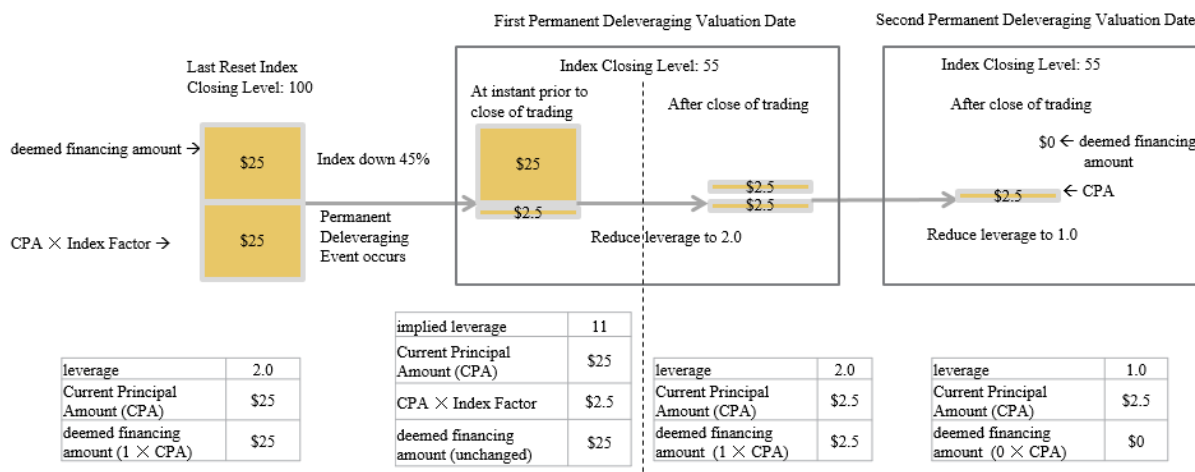 First Permanent Deleveraging Valuation Date
Second Permanent Deleveraging Valuation Date
Last Reset Index
Closing Level: 100
deemed financing amount →
$25
CPA × Index Factor →
$25
Index down 45%
Permanent
Deleveraging
Event occurs
Index Closing Level: 55
At instant prior to
close of trading
$25
$2.5
After close of trading
$2.5
$2.5
Reduce leverage to 2.0
Index Closing Level: 55
After close of trading
$0 ← deemed financing
amount
$2.5
← CPA
Reduce leverage to 1.0
leverage 2.0
Current Principal
Amount (CPA) $25
deemed financing
amount (1 × CPA) $25
implied leverage 11
Current Principal
Amount (CPA) $25
CPA × Index Factor $2.5
deemed financing
amount (unchanged) $25
leverage 2.0
Current Principal
Amount (CPA) $2.5
deemed financing
amount (1 × CPA) $2.5
leverage 1.0
Current Principal
Amount (CPA) $2.5
deemed financing
amount (0 × CPA) $0